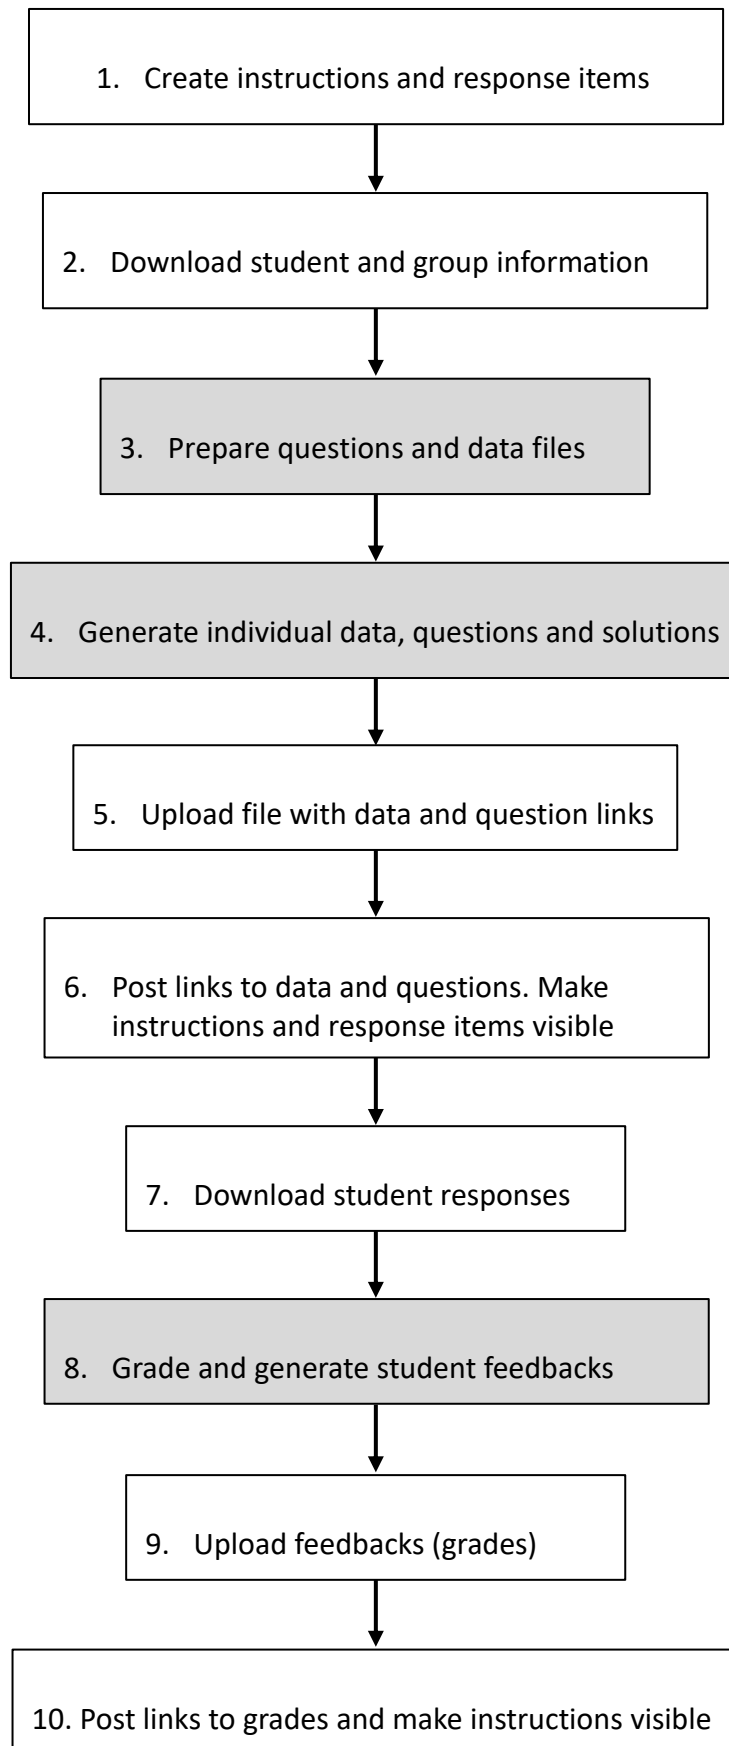 1. Create instructions and response items
2. Download student and group information
3. Prepare questions and data files
4. Generate individual data, questions and solutions
5. Upload file with data and question links
6. Post links to data and questions. Make
instructions and response items visible
7. Download student responses
8. Grade and generate student feedbacks
9. Upload feedbacks (grades)
10. Post links to grades and make instructions visible